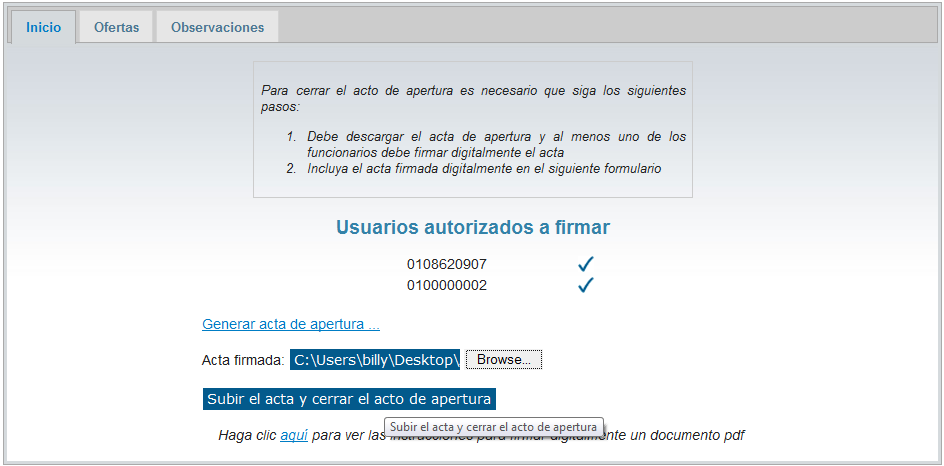 Inicio Ofertas Observaciones
Para cerrar el acto de apertura es necesario que siga los siguientes
pasos:
1. Debe descargar el acta de apertura y al menos uno de los
funcionarios debe firmar digitalmente el acta
2. Incluya el acta firmada digitalmente en el siguiente formulario
Usuarios autorizados a firmar
0108620907
0100000002
Generar acta de apertura ...
Acta firmada: C:\Users\billy\Desktop\ Browse...
Subir el acta y cerrar el acto de apertura
Subir el acta y cerrar el acto de apertura
Haga clic aquí para ver las instrucciones para firmar digitalmente un documento pdf